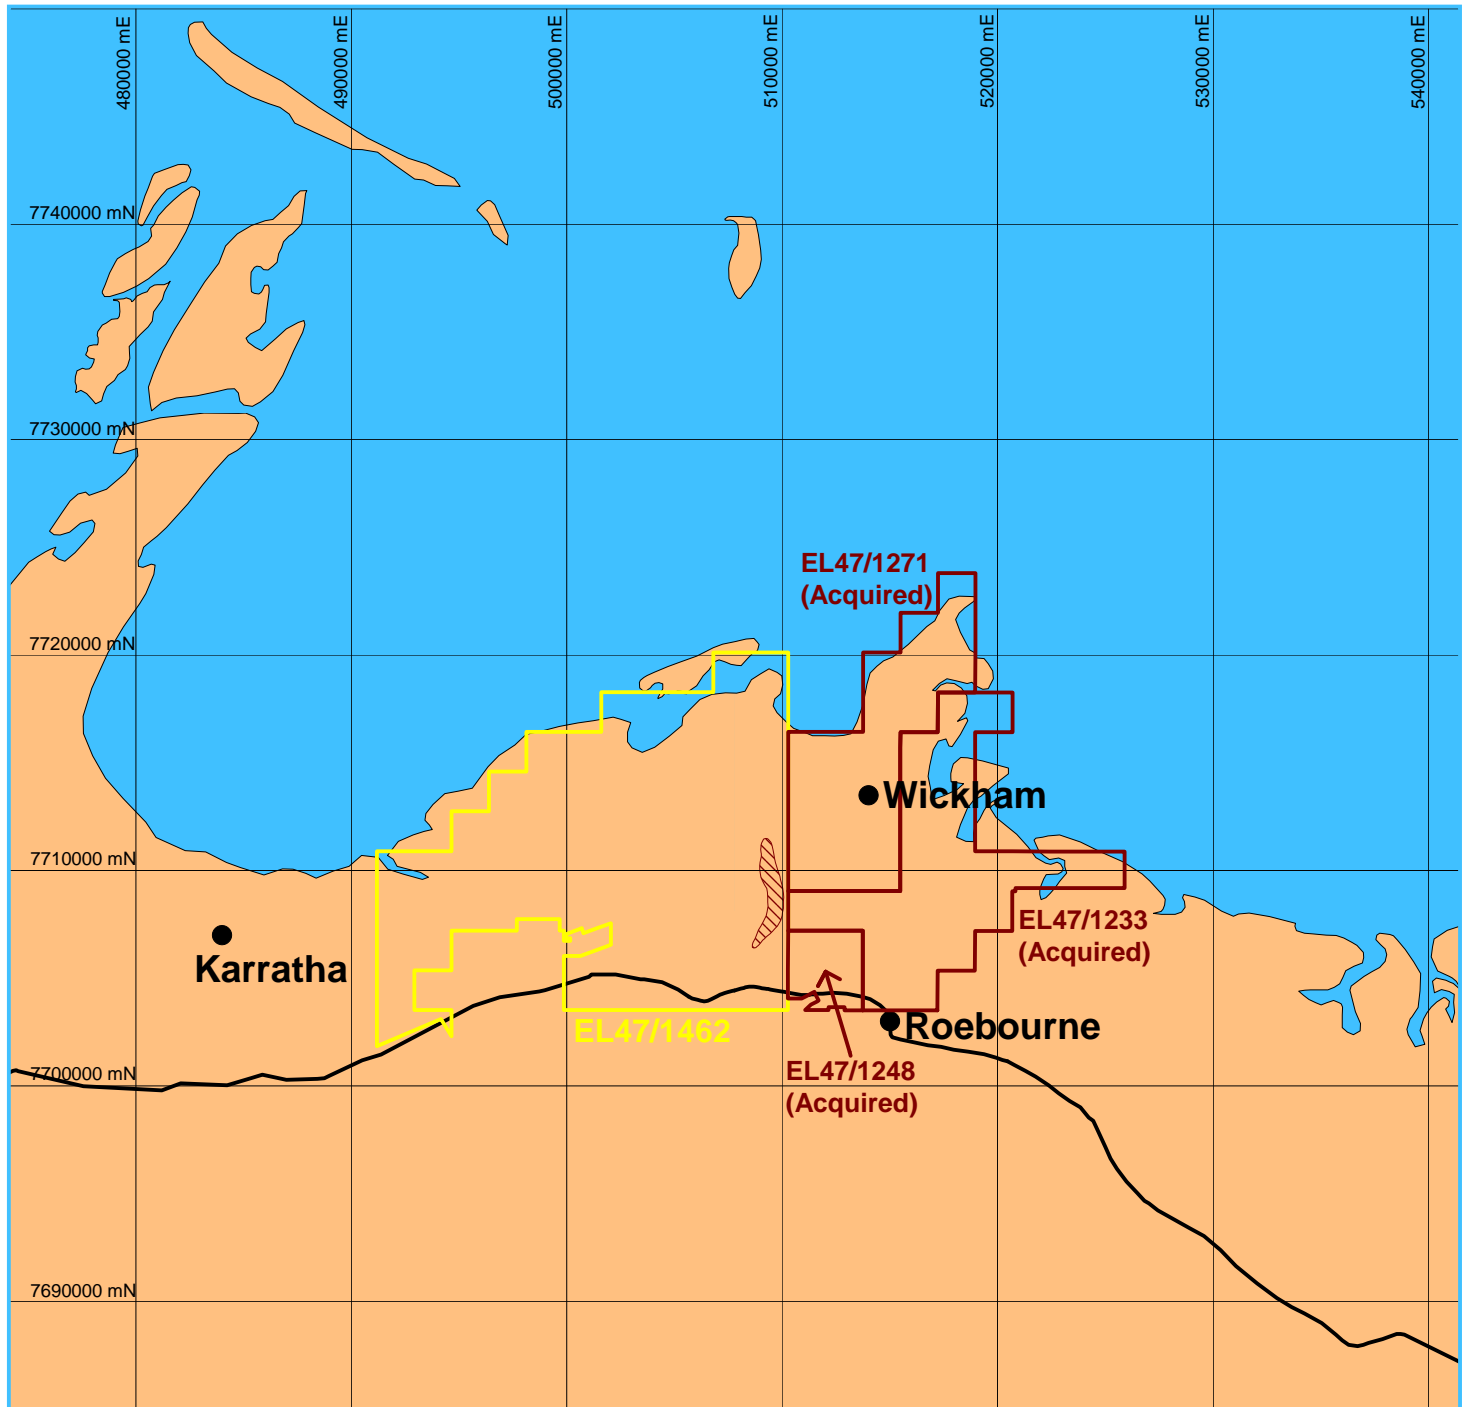 480000 mE
490000 mE
500000 mE
510000 mE
520000 mE
530000 mE
540000 mE
7740000 mN
7730000 mN
EL47/1271
(Acquired)
7720000 mN
Wickham
7710000 mN
EL47/1233
(Acquired)
Karratha
Roebourne
EL47/1462
EL47/1248
(Acquired)
7700000 mN
7690000 mN